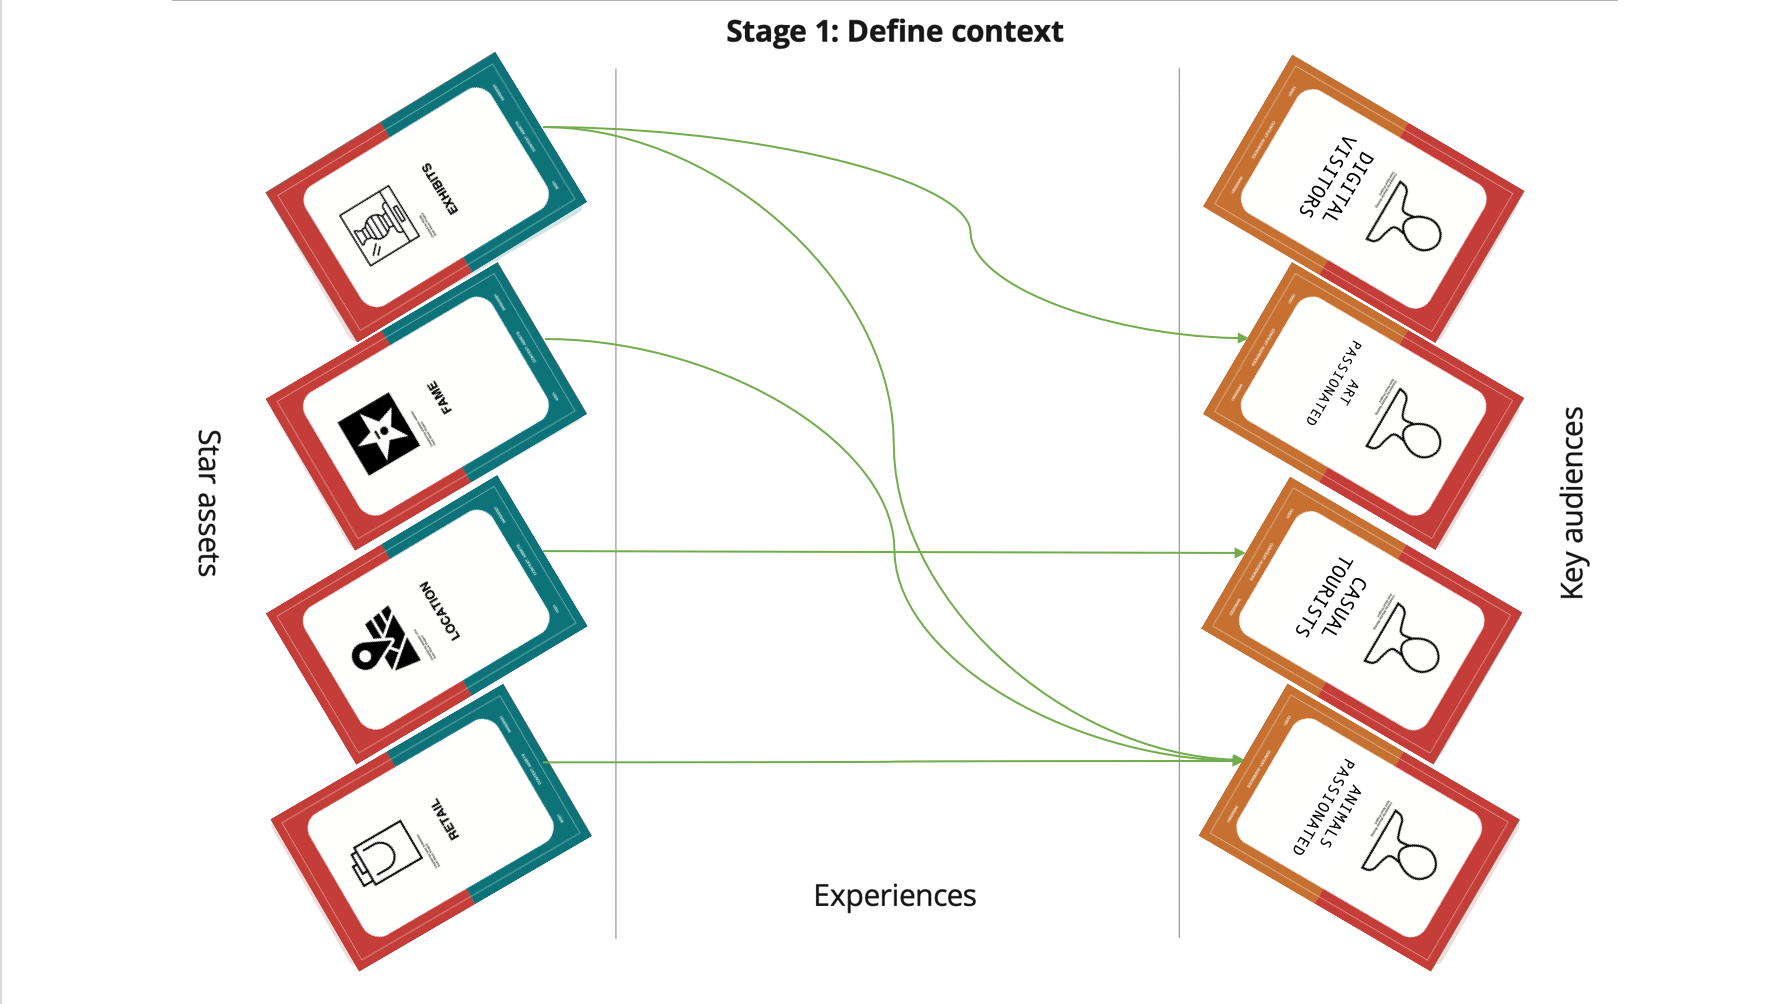 Stage 1: Define context
Star assets
EXHIBITS
FAME
LOCATION
RETAIL
Experiences
DIGITAL
VISITORS
ART
PASSIONATED
CASUAL
TOURISTS
ANIMALS
PASSIONATED
Key audiences